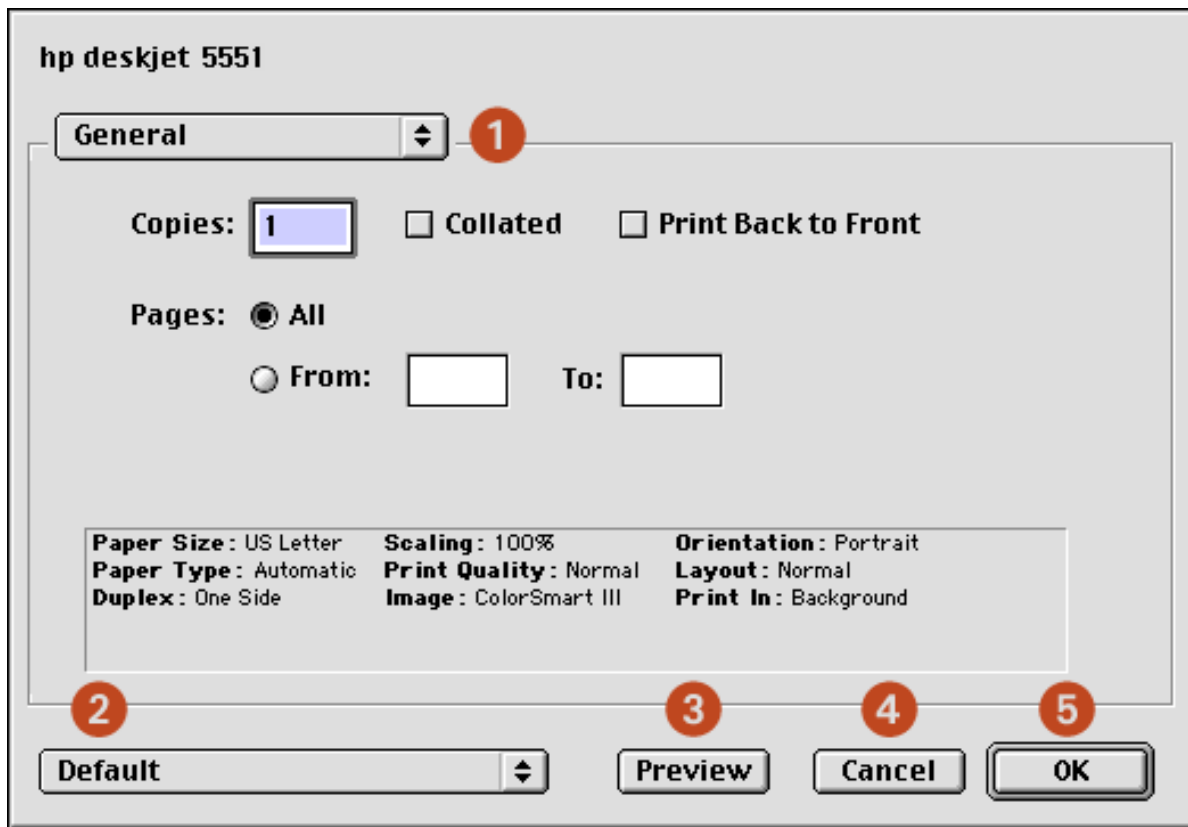 hp deskjet 5551
General 1
Copies: 1 Collated Print Back to Front
Pages: All
From: To:
Paper Size: US Letter Scaling: 100% Orientation: Portrait
Paper Type: Automatic Print Quality: Normal Layout: Normal
Duplex: One Side Image: ColorSmart III Print In: Background
2 3 4 5
Default Preview Cancel OK